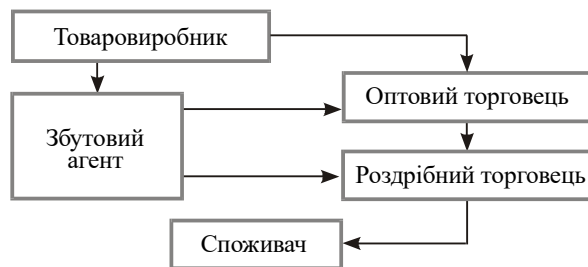 Товаровиробник
Оптовий торговець
Збутовий
агент
Роздрібний торговець
Споживач